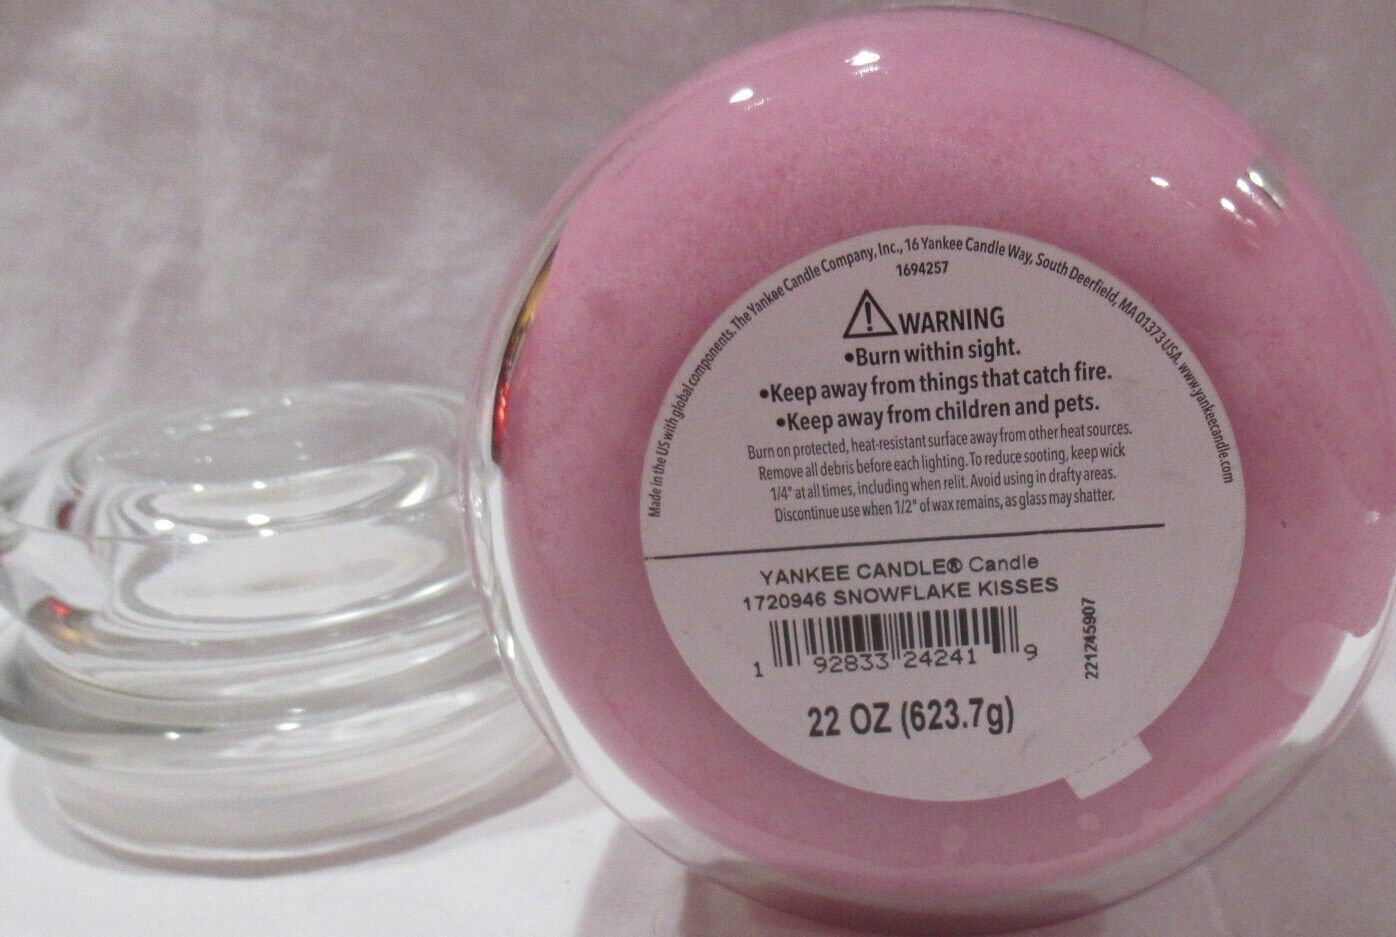 Made in the US with global components. The Yankee Candle Company, Inc., 16 Yankee Candle Way, South Deerfield, MA 01373 USA. www.yankeecandle.com
1694257
WARNING
•Burn within sight.
•Keep away from things that catch fire.
•Keep away from children and pets.
Burn on protected, heat-resistant surface away from other heat sources.
Remove all debris before each lighting. To reduce sooting, keep wick
1/4" at all times, including when relit. Avoid using in drafty areas.
Discontinue use when 1/2" of wax remains, as glass may shatter.
YANKEE CANDLE® Candle
1720946 SNOWFLAKE KISSES
1 92833 24241 9
221245907
22 OZ (623.7g)